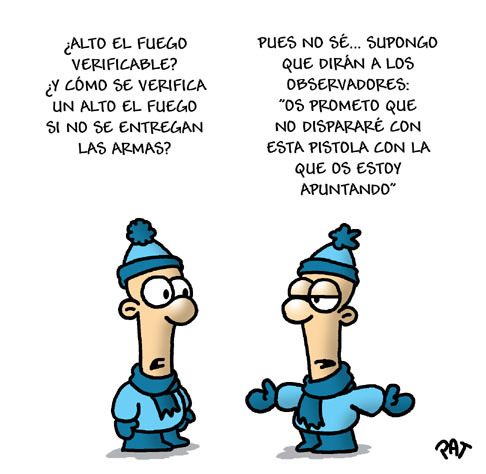 ¿ALTO EL FUEGO
VERIFICABLE?
¿Y CÓMO SE VERIFICA
UN ALTO EL FUEGO
SI NO SE ENTREGAN
LAS ARMAS?
PUES NO SÉ... SUPONGO
QUE DIRÁN A LOS
OBSERVADORES:
"OS PROMETO QUE
NO DISPARARÉ CON
ESTA PISTOLA CON LA
QUE OS ESTOY
APUNTANDO"
PAT